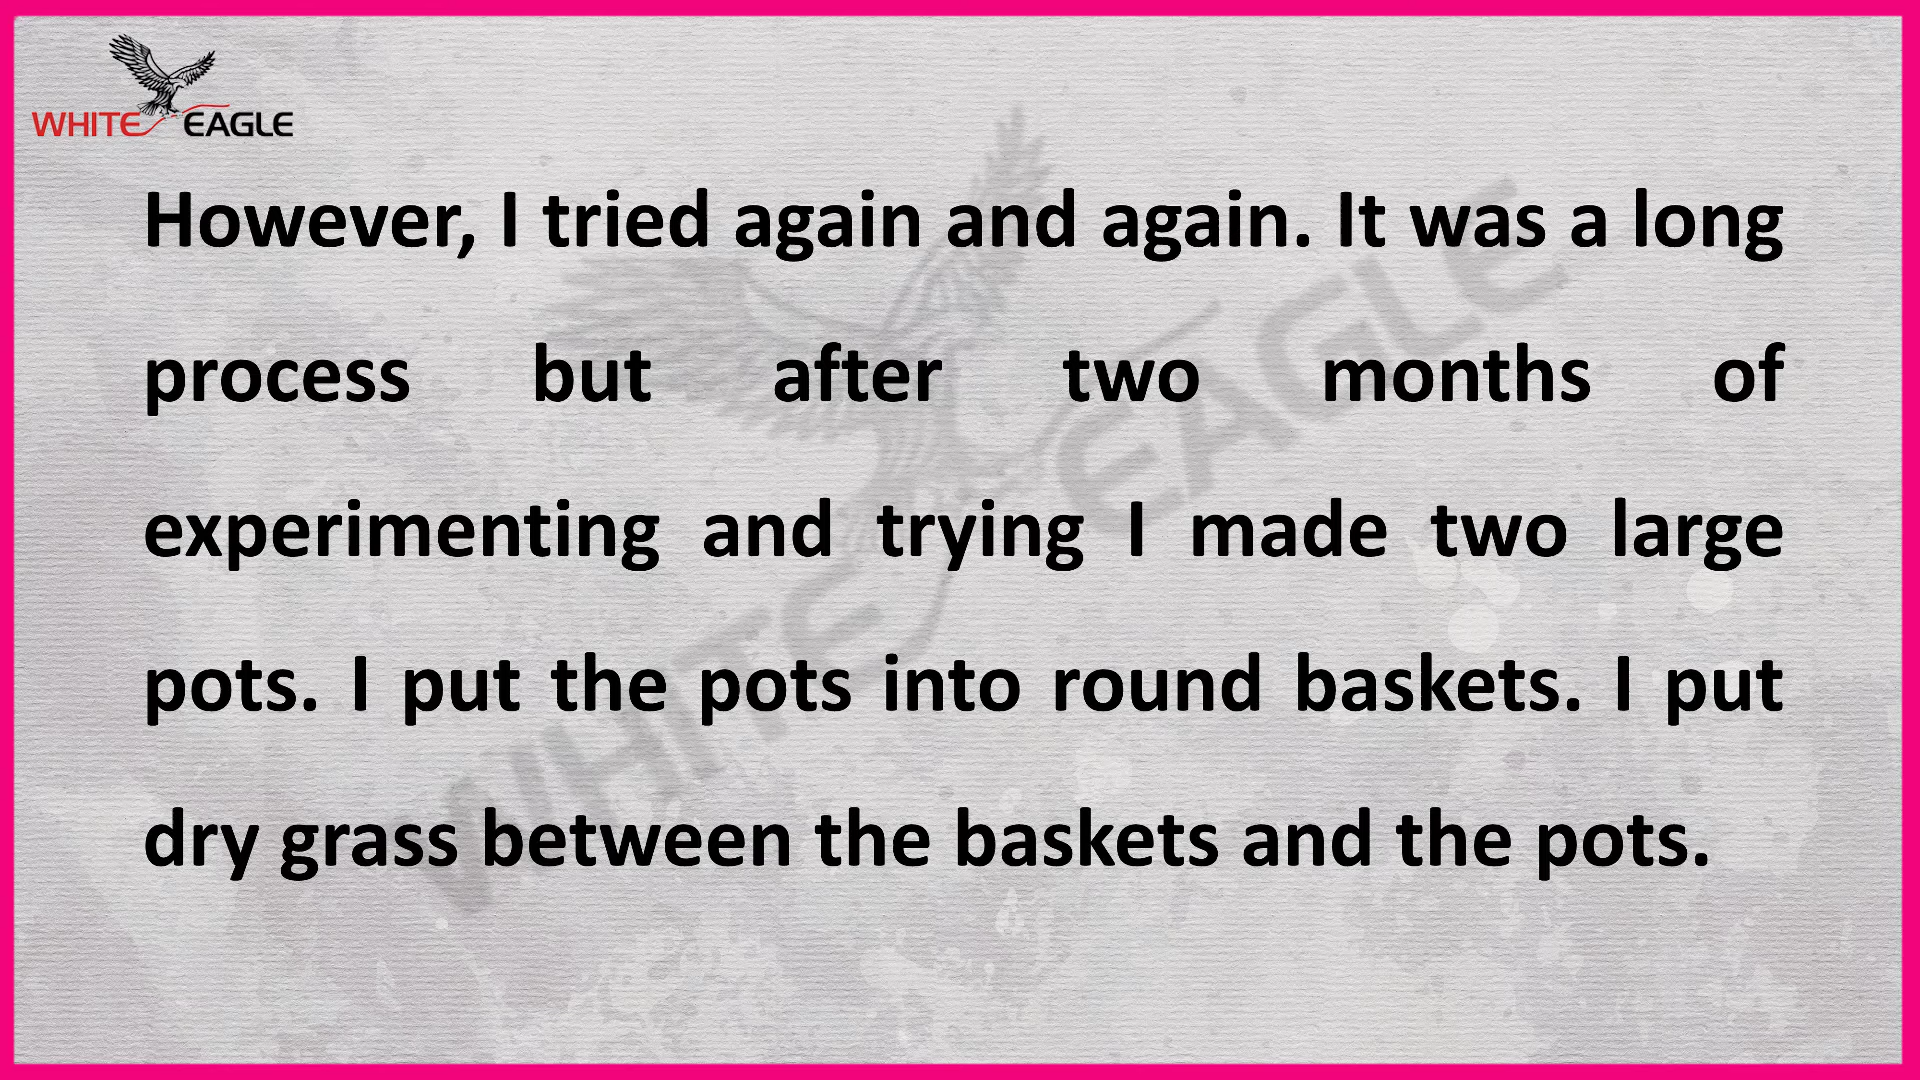 WHITE EAGLE
However, I tried again and again. It was a long
process but after two months of
experimenting and trying I made two large
pots. I put the pots into round baskets. I put
dry grass between the baskets and the pots.
WHITE EAGLE